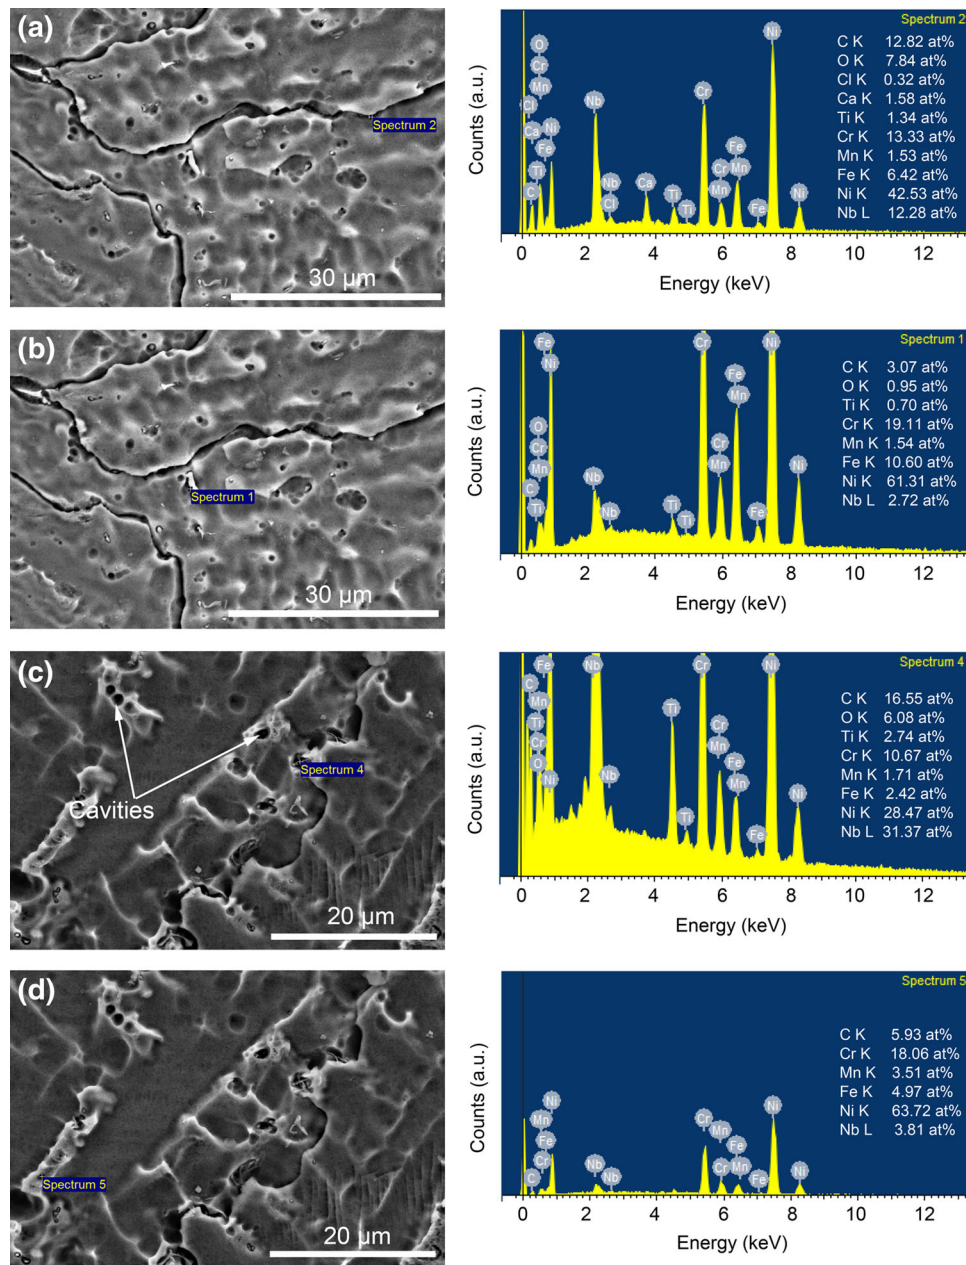 (a)
Spectrum 2
30 µm
Counts (a.u.)
Spectrum 2
C K 12.82 at%
O K 7.84 at%
Cl K 0.32 at%
Ca K 1.58 at%
Ti K 1.34 at%
Cr K 13.33 at%
Mn K 1.53 at%
Fe K 6.42 at%
Ni K 42.53 at%
Nb L 12.28 at%
O
Cr
Mn
Cl
Ca
Ni
Fe
Ti
C
Nb
Nb
Cl
Ca
Ti
Ti
Cr
Cr
Mn
Fe
Mn
Fe
Ni
Ni
0 2 4 6 8 10 12
Energy (keV)
(b)
Spectrum 1
30 µm
Counts (a.u.)
Spectrum 1
C K 3.07 at%
O K 0.95 at%
Ti K 0.70 at%
Cr K 19.11 at%
Mn K 1.54 at%
Fe K 10.60 at%
Ni K 61.31 at%
Nb L 2.72 at%
Fe
Ni
O
Cr
Mn
C
Ti
Nb
Nb
Ti
Ti
Cr
Cr
Mn
Fe
Mn
Fe
Ni
Ni
0 2 4 6 8 10 12
Energy (keV)
(c)
Cavities
Spectrum 4
20 µm
Counts (a.u.)
Spectrum 4
C K 16.55 at%
O K 6.08 at%
Ti K 2.74 at%
Cr K 10.67 at%
Mn K 1.71 at%
Fe K 2.42 at%
Ni K 28.47 at%
Nb L 31.37 at%
Fe
C
Mn
Ti
Cr
O
Ni
Nb
Nb
Ti
Ti
Cr
Cr
Mn
Fe
Mn
Fe
Ni
Ni
0 2 4 6 8 10 12
Energy (keV)
(d)
Spectrum 5
20 µm
Counts (a.u.)
Spectrum 5
C K 5.93 at%
Cr K 18.06 at%
Mn K 3.51 at%
Fe K 4.97 at%
Ni K 63.72 at%
Nb L 3.81 at%
Ni
Mn
Fe
Cr
C
Nb
Nb
Cr
Mn
Cr
Fe
Mn
Fe
Ni
Ni
0 2 4 6 8 10 12
Energy (keV)